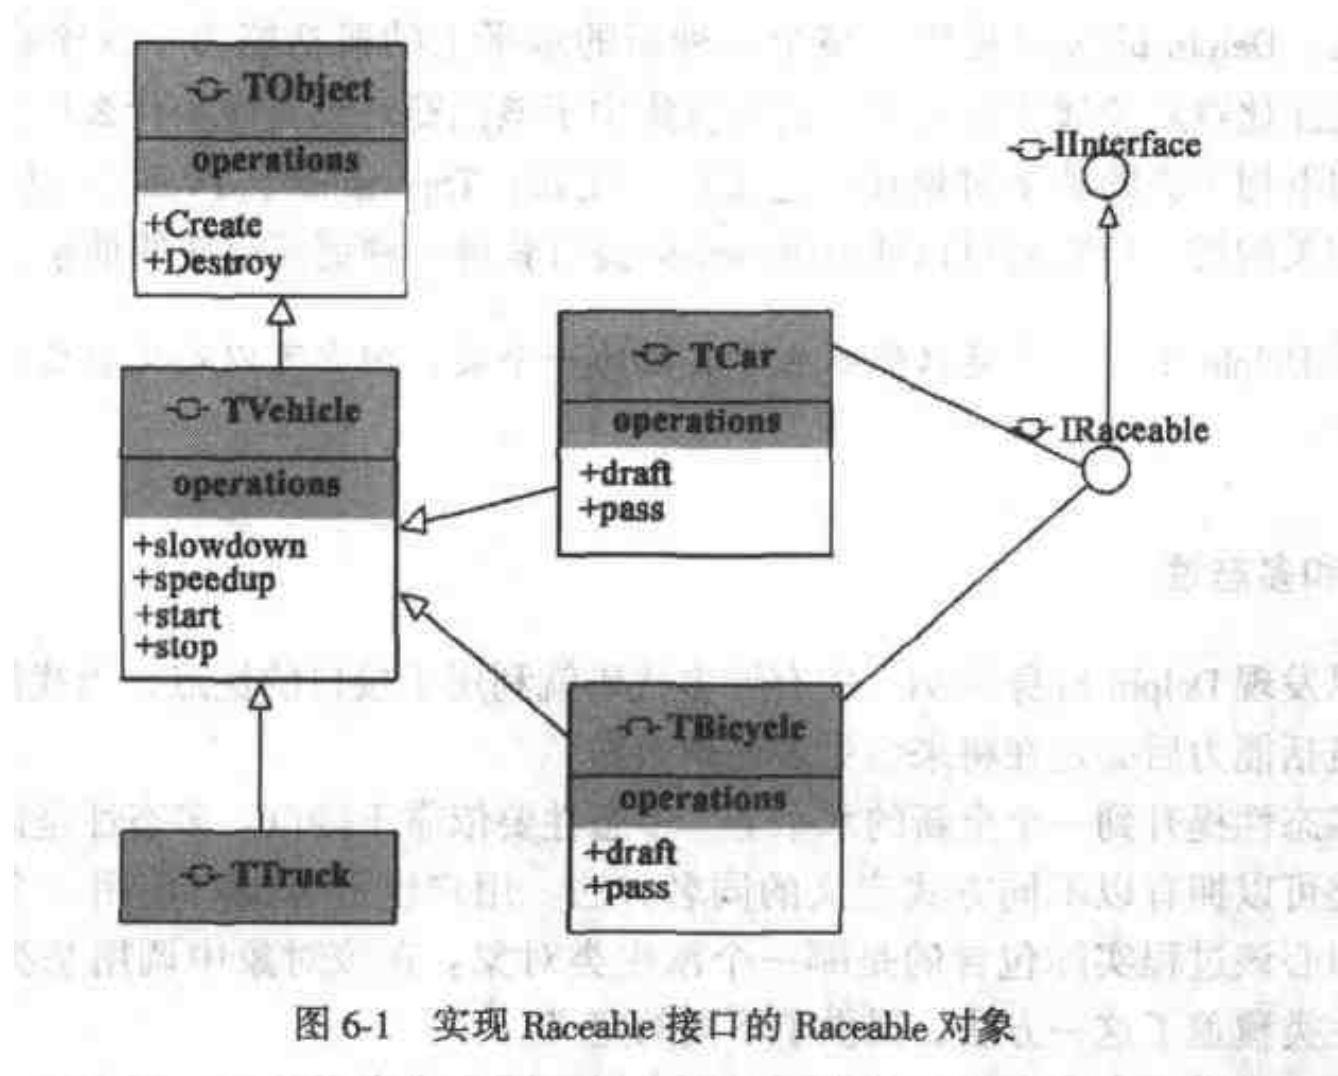 TObject
operations
+Create
+Destroy
TVehicle
operations
+slowdown
+speedup
+start
+stop
TTruck
TCar
operations
+draft
+pass
TBicycle
operations
+draft
+pass
IInterface
IRaceable
图 6-1 实现 Raceable 接口的 Raceable 对象